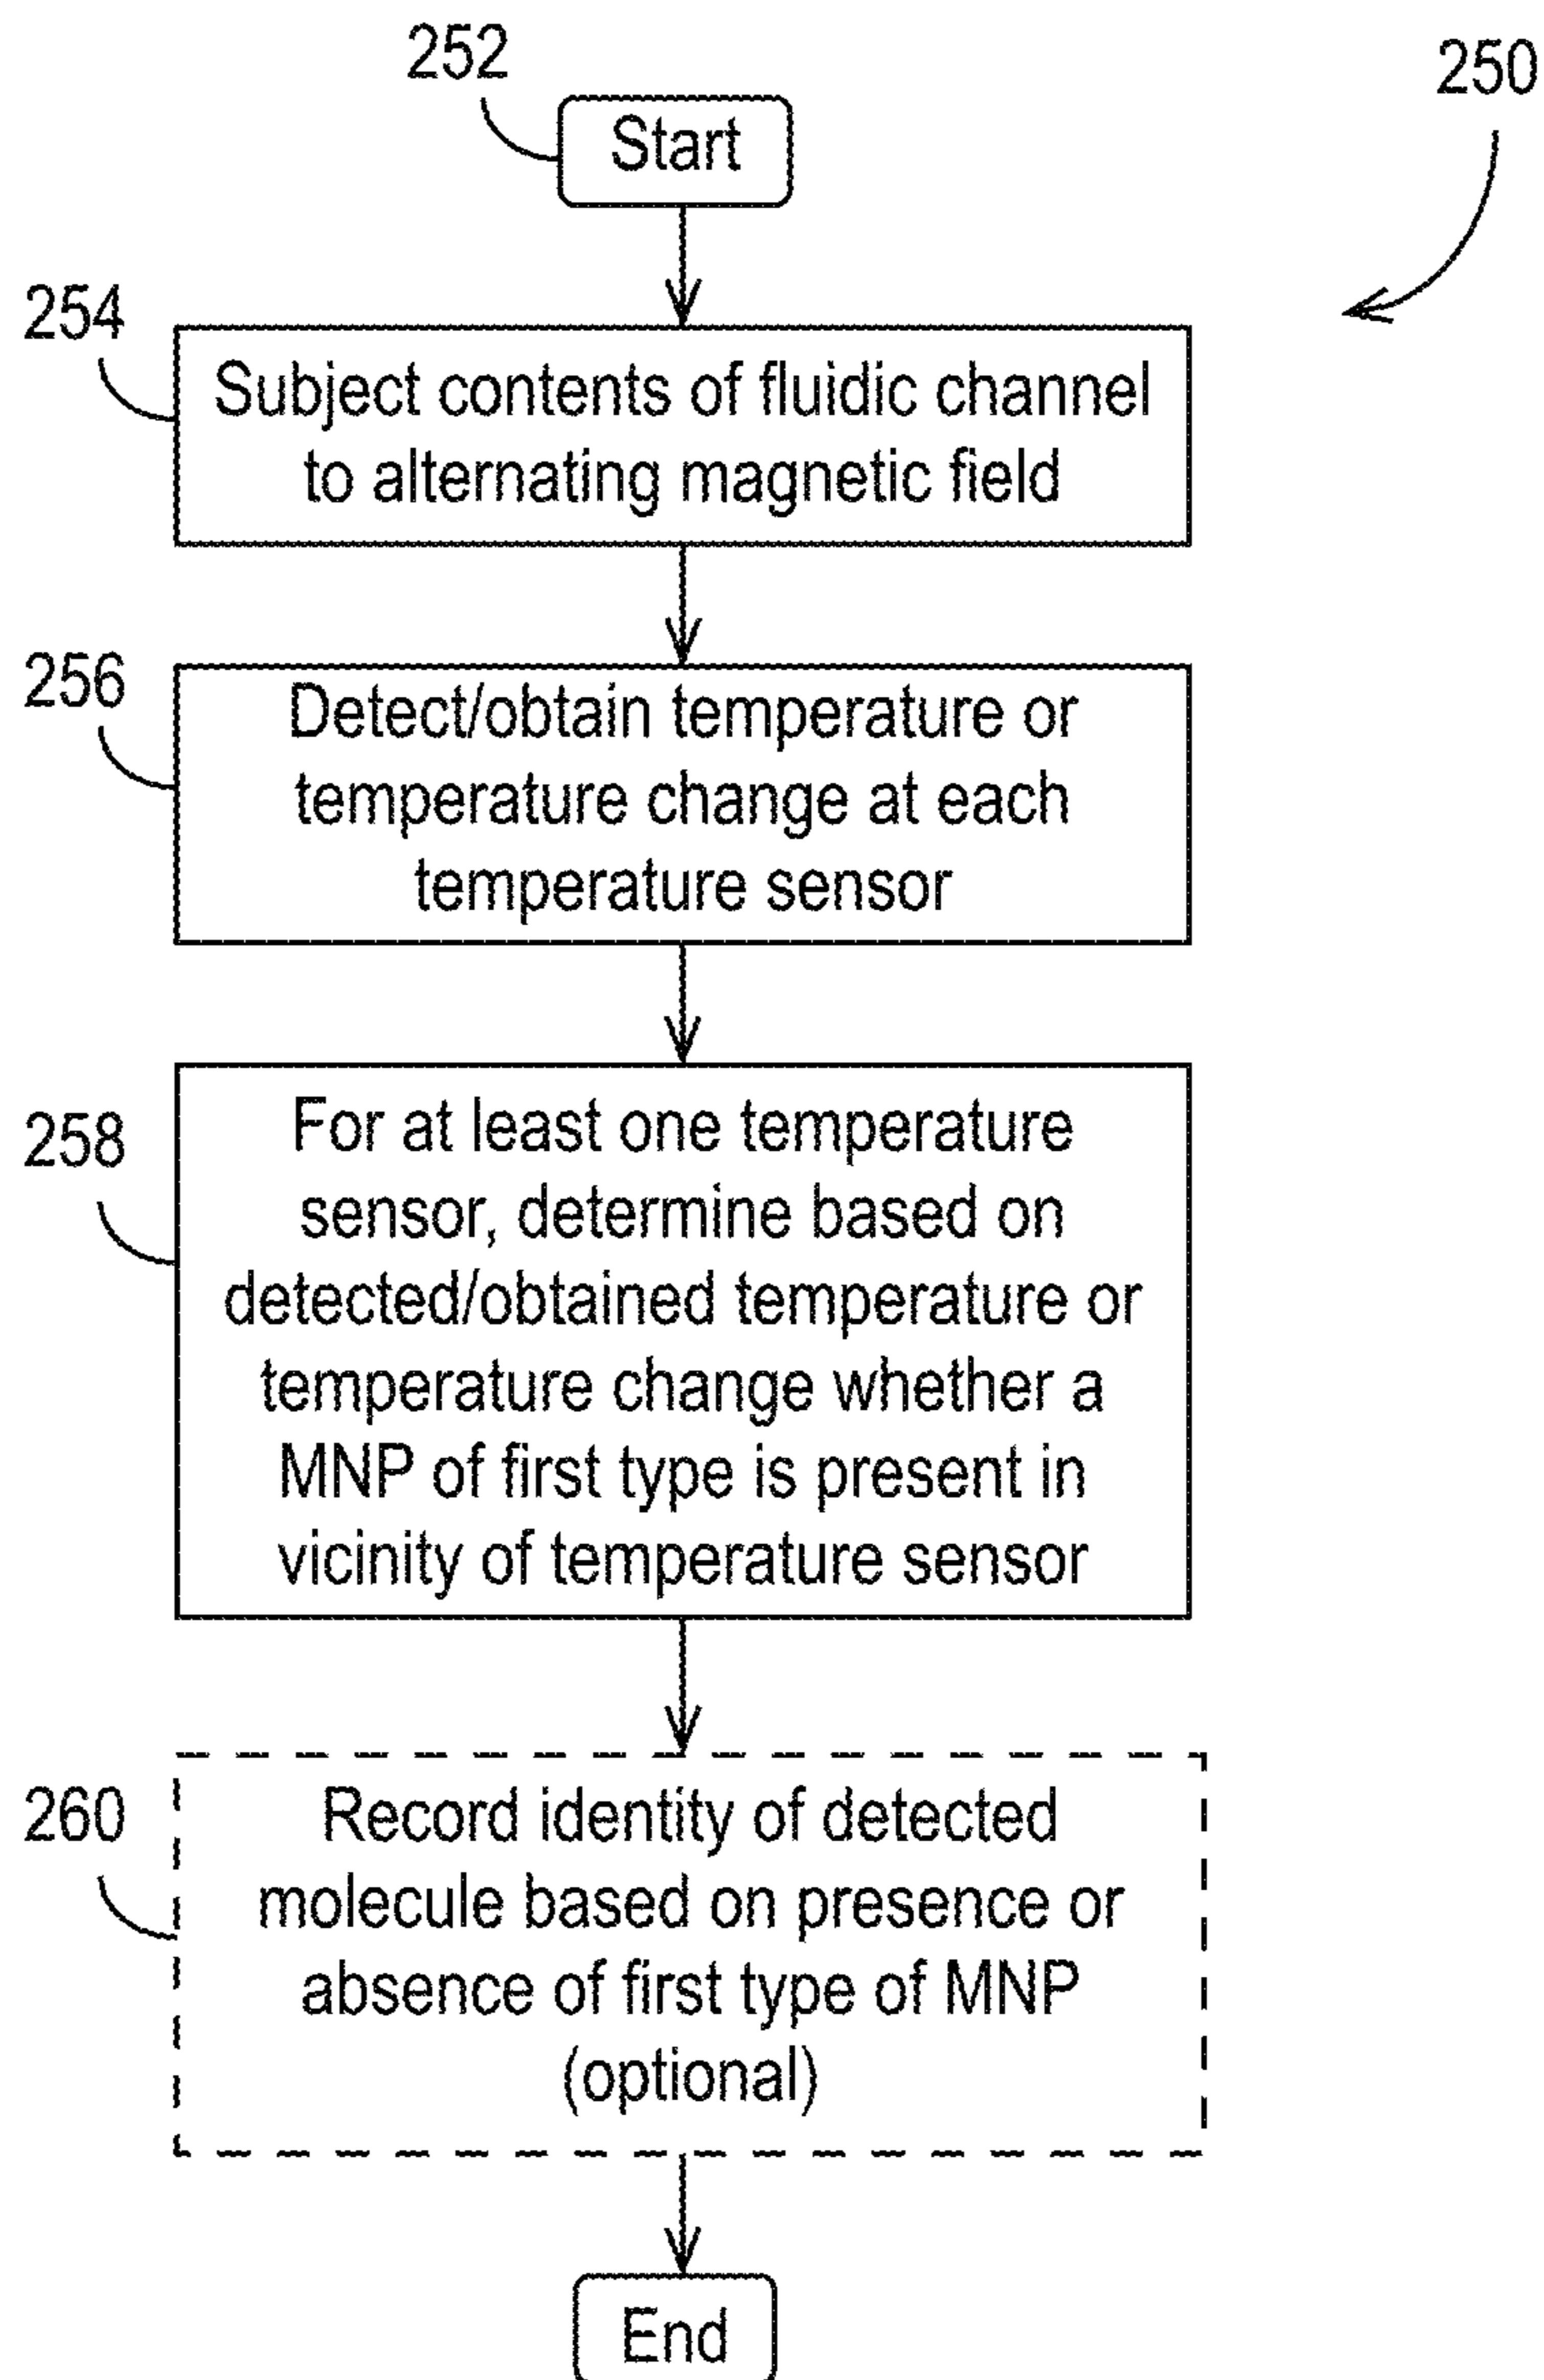 252
250
Start
254
Subject contents of fluidic channel
to alternating magnetic field
256
Detect/obtain temperature or
temperature change at each
temperature sensor
258
For at least one temperature
sensor, determine based on
detected/obtained temperature or
temperature change whether a
MNP of first type is present in
vicinity of temperature sensor
260
Record identity of detected
molecule based on presence or
absence of first type of MNP
(optional)
End